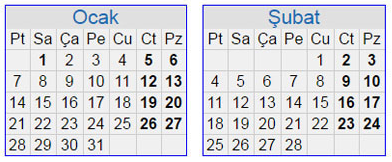 Ocak
Pt Sa Ça Pe Cu Ct Pz
1 2 3 4 5 6
7 8 9 10 11 12 13
14 15 16 17 18 19 20
21 22 23 24 25 26 27
28 29 30 31
Şubat
Pt Sa Ça Pe Cu Ct Pz
1 2 3
4 5 6 7 8 9 10
11 12 13 14 15 16 17
18 19 20 21 22 23 24
25 26 27 28